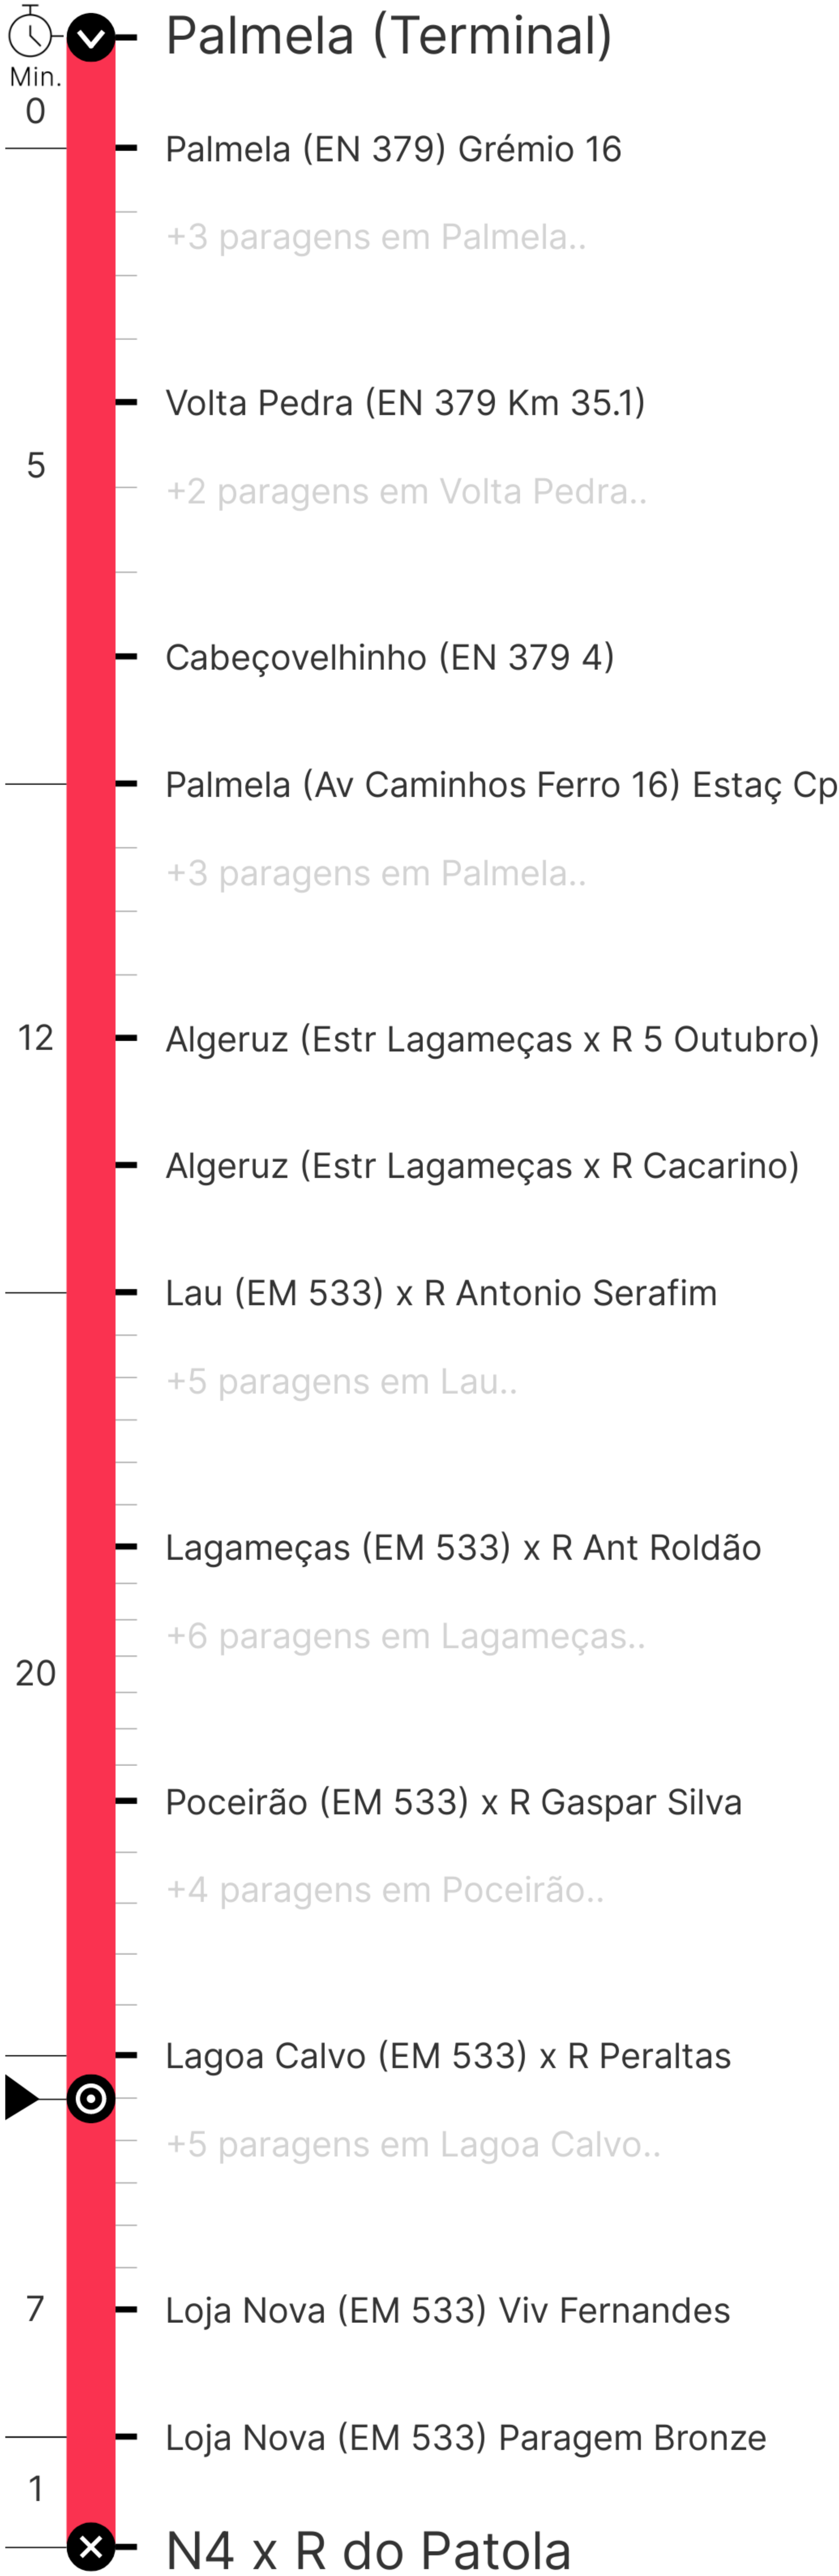 Palmela (Terminal)
Min.
0
Palmela (EN 379) Grémio 16
+3 paragens em Palmela..
Volta Pedra (EN 379 Km 35.1)
5
+2 paragens em Volta Pedra..
Cabeçovelhinho (EN 379 4)
Palmela (Av Caminhos Ferro 16) Estaç Cp
+3 paragens em Palmela..
12
Algeruz (Estr Lagameças x R 5 Outubro)
Algeruz (Estr Lagameças x R Cacarino)
Lau (EM 533) x R Antonio Serafim
+5 paragens em Lau..
Lagameças (EM 533) x R Ant Roldão
+6 paragens em Lagameças..
20
Poceirão (EM 533) x R Gaspar Silva
+4 paragens em Poceirão..
Lagoa Calvo (EM 533) x R Peraltas
+5 paragens em Lagoa Calvo..
7
Loja Nova (EM 533) Viv Fernandes
Loja Nova (EM 533) Paragem Bronze
1
N4 x R do Patola